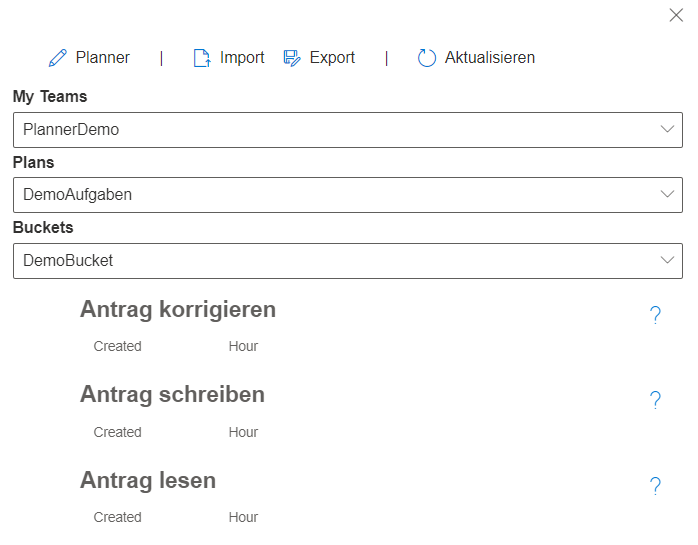 Planner | Import Export | Aktualisieren
My Teams
PlannerDemo
Plans
DemoAufgaben
Buckets
DemoBucket
Antrag korrigieren ?
Created Hour
Antrag schreiben ?
Created Hour
Antrag lesen ?
Created Hour